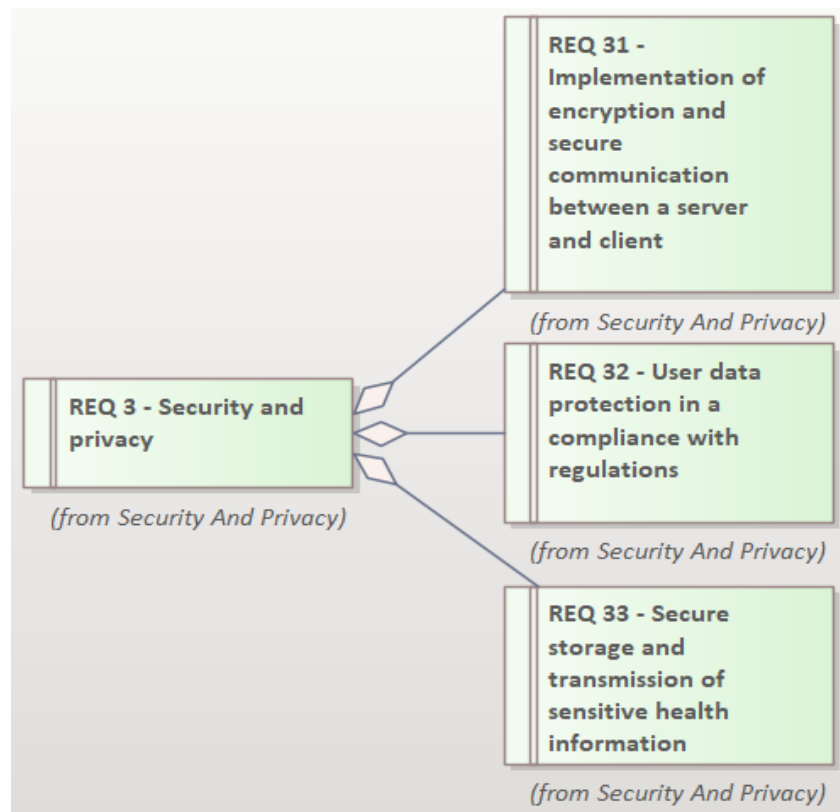 REQ 31 -
Implementation of
encryption and
secure
communication
between a server
and client
(from Security And Privacy)
REQ 3 - Security and
privacy
(from Security And Privacy)
REQ 32 - User data
protection in a
compliance with
regulations
(from Security And Privacy)
REQ 33 - Secure
storage and
transmission of
sensitive health
information
(from Security And Privacy)